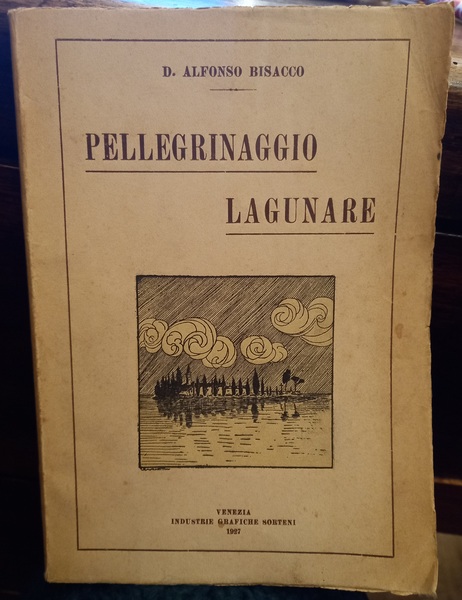 D. ALFONSO BISACCO
PELLEGRINAGGIO
LAGUNARE
VENEZIA
INDUSTRIE GRAFICHE SORTENI
1927